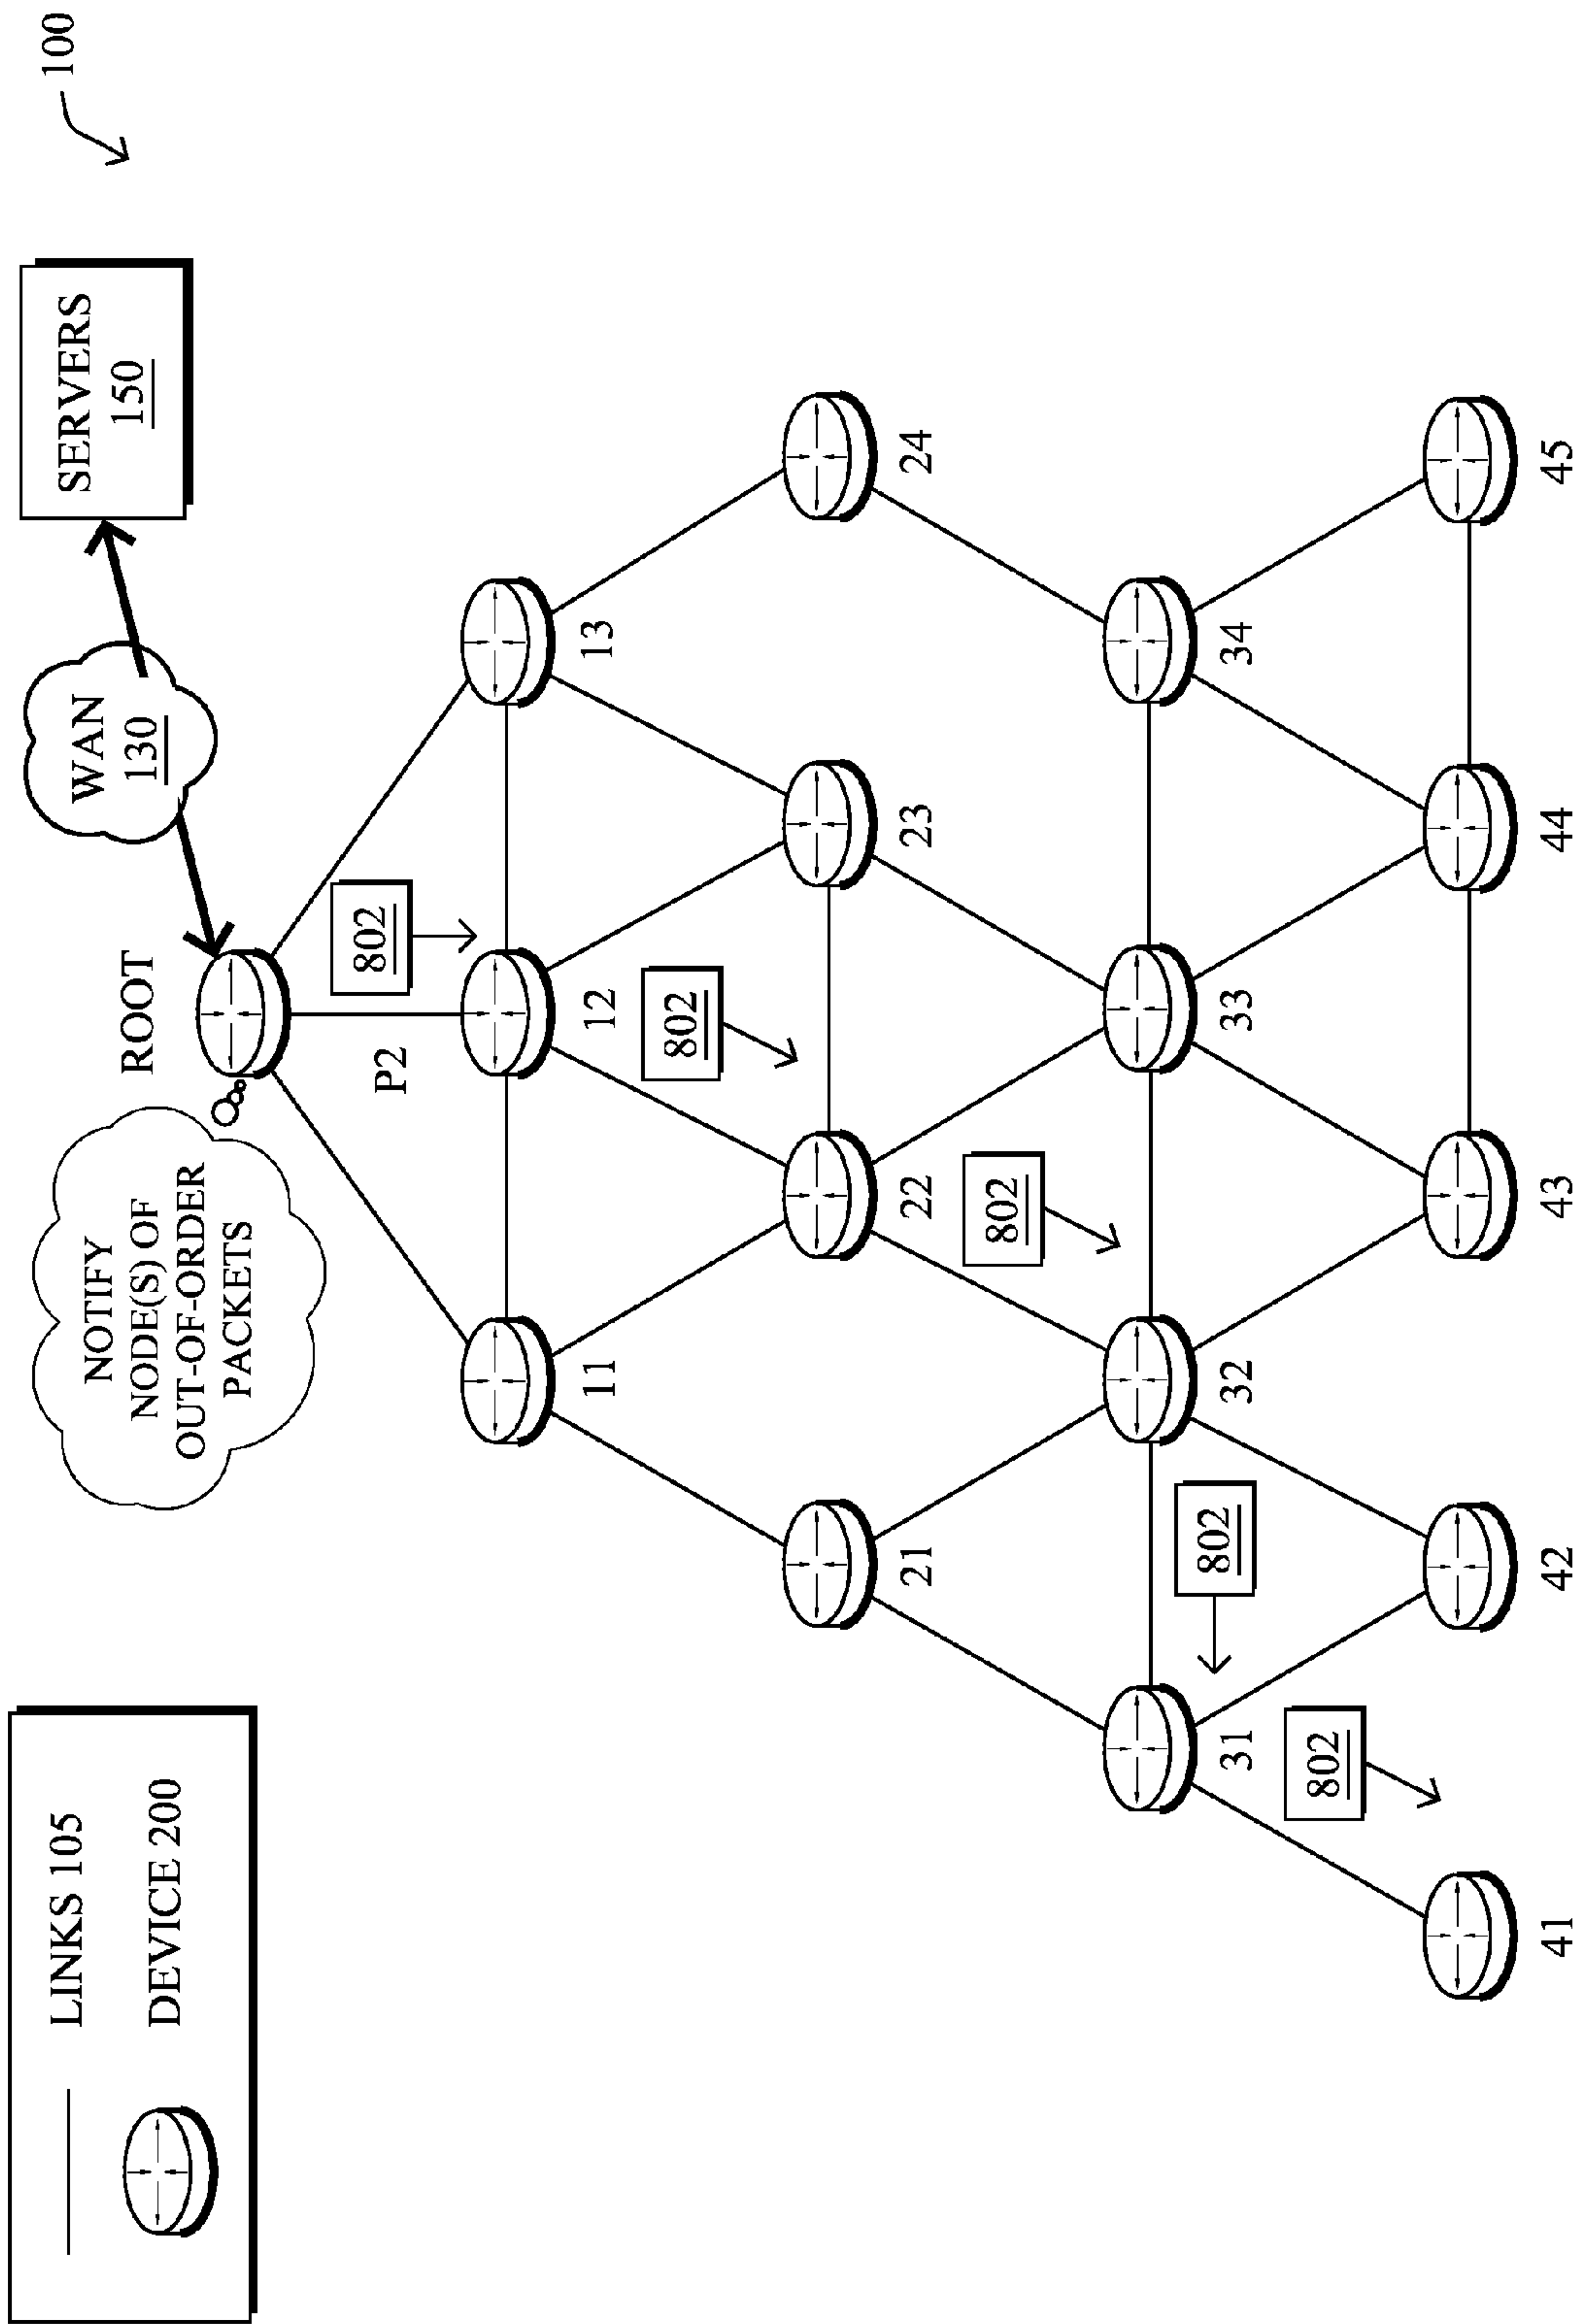 100
LINKS 105
DEVICE 200
NOTIFY
NODE(S) OF
OUT-OF-ORDER
PACKETS
ROOT
WAN
130
SERVERS
150
P2
802
11
12
13
802
21
22
23
24
802
31
32
33
34
802
802
41
42
43
44
45